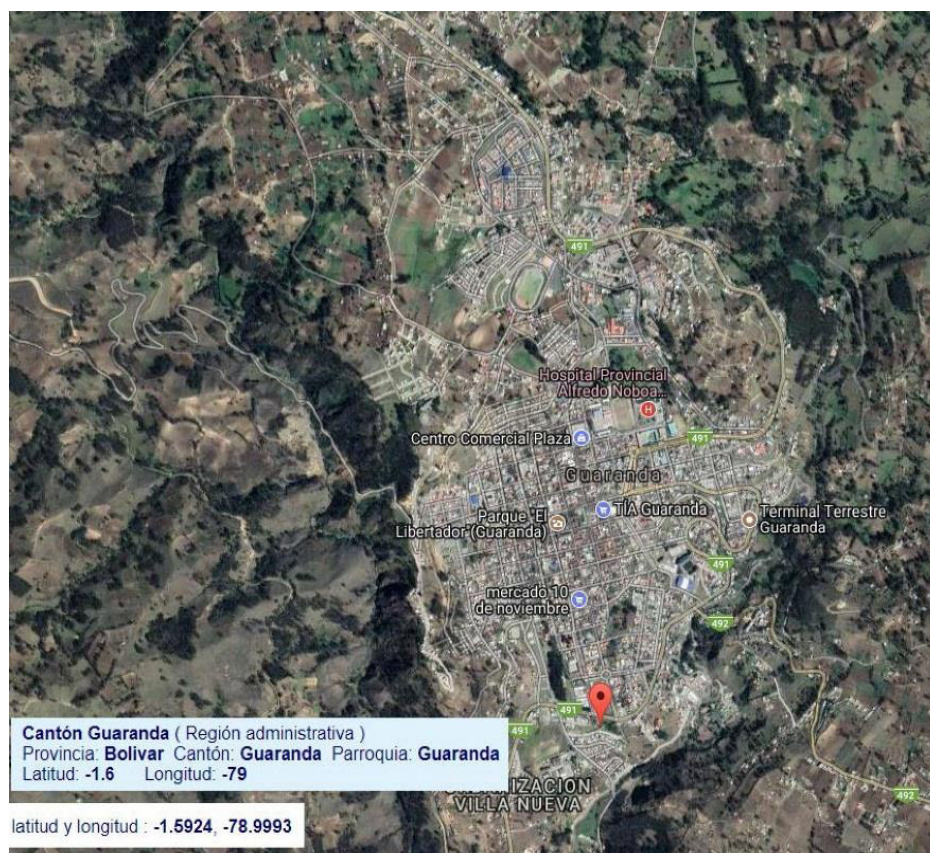 491
Hospital Provincial
Alfredo Noboa...
H
Centro Comercial Plaza
491
Guaranda
TÍA Guaranda
Parque 'El
Libertador'(Guaranda)
Terminal Terrestre
Guaranda
491
mercado 10
de noviembre
492
491
491
Cantón Guaranda ( Región administrativa )
Provincia: Bolivar Cantón: Guaranda Parroquia: Guaranda
Latitud: -1.6 Longitud: -79
VILLA NUEVA
492
latitud y longitud : -1.5924, -78.9993